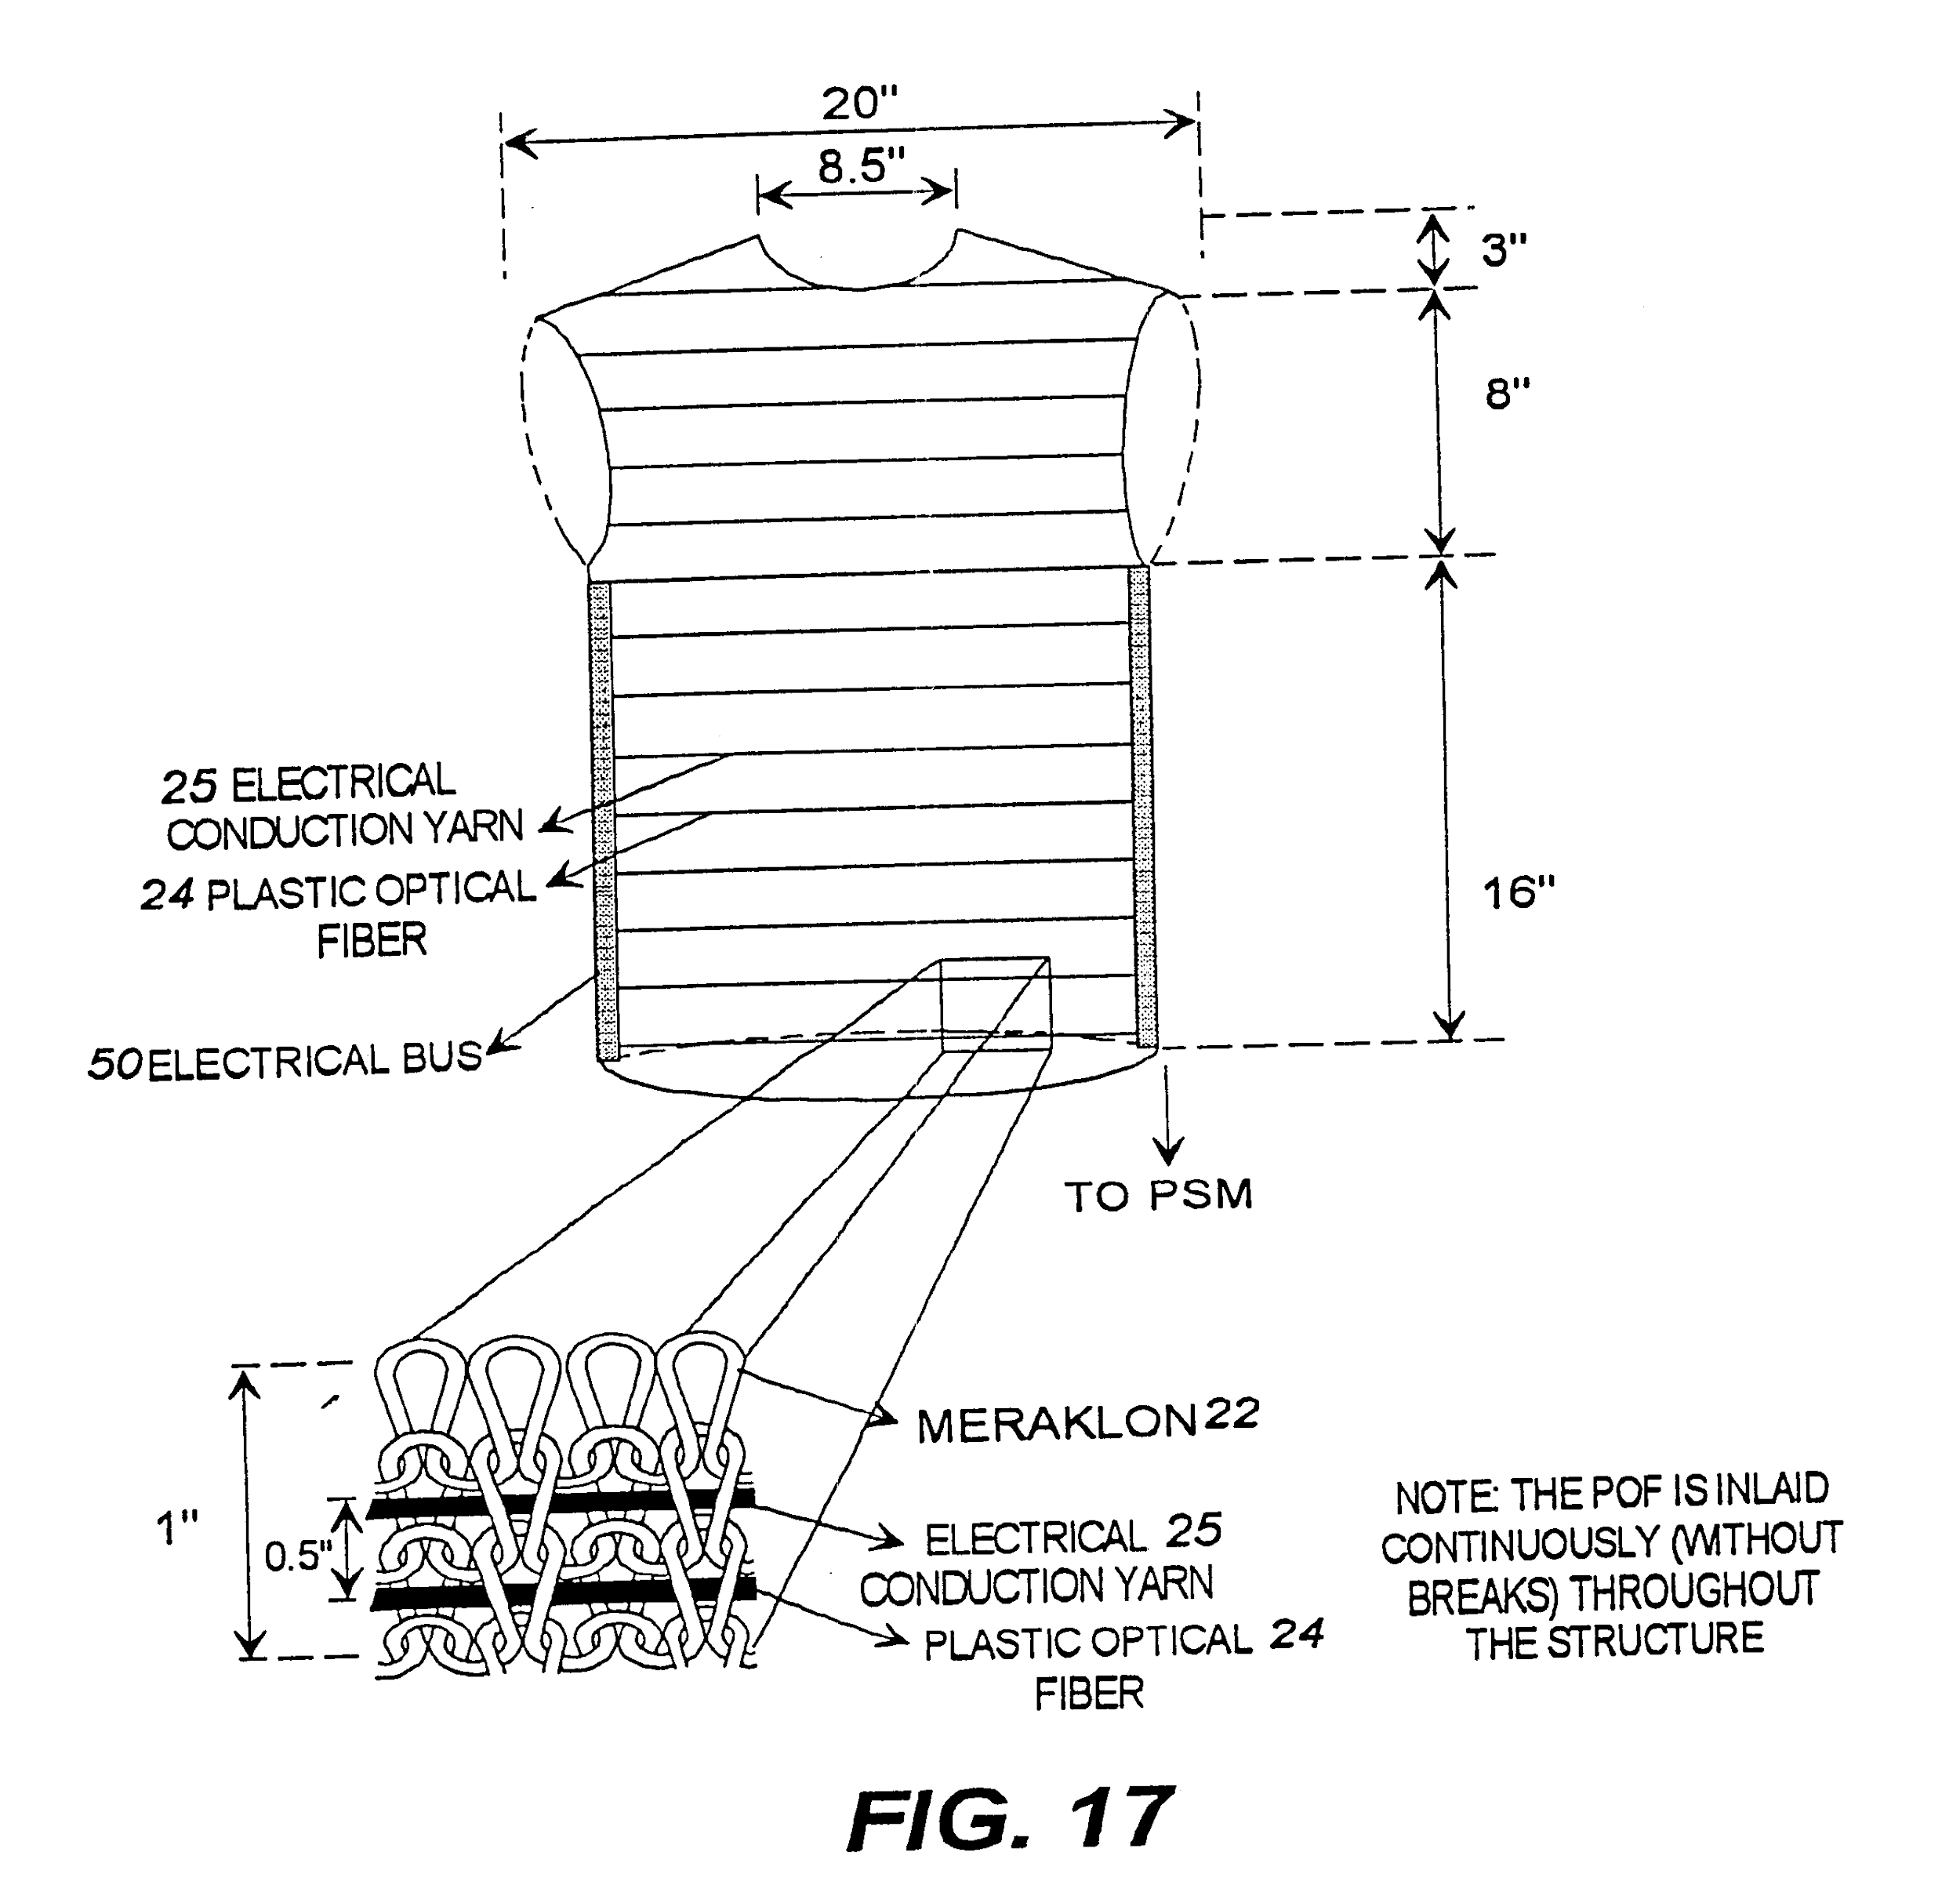 20"
8.5"
3"
8"
16"
25 ELECTRICAL
CONDUCTION YARN
24 PLASTIC OPTICAL
FIBER
50 ELECTRICAL BUS
TO PSM
MERAKLON 22
1"
0.5"
ELECTRICAL 25
CONDUCTION YARN
PLASTIC OPTICAL 24
FIBER
NOTE: THE POF IS INLAID
CONTINUOUSLY (WITHOUT
BREAKS) THROUGHOUT
THE STRUCTURE
FIG. 17